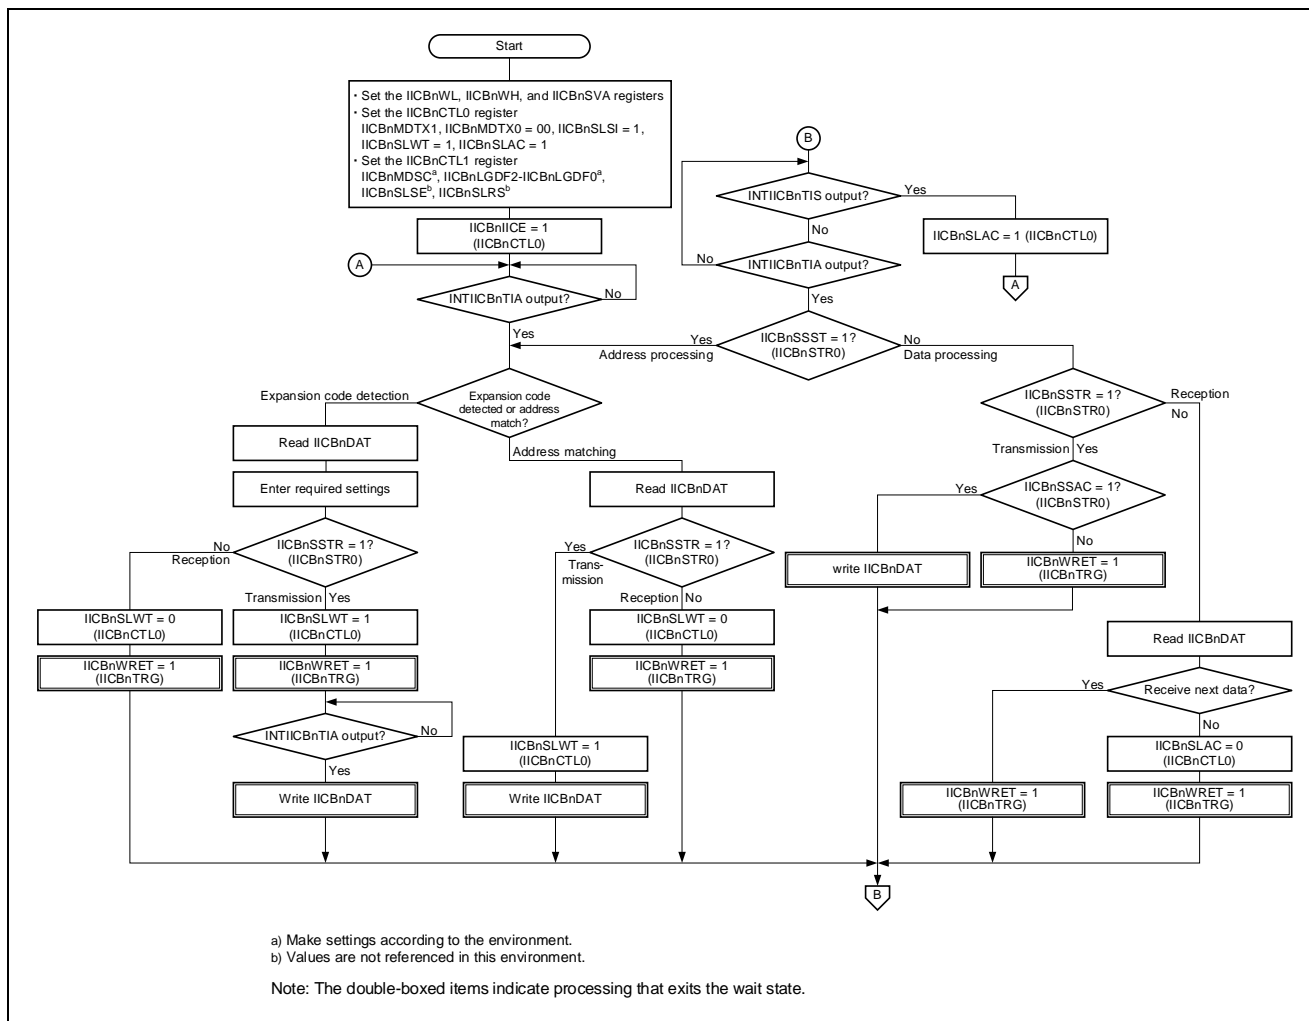 Start
・Set the IICBnWL, IICBnWH, and IICBnSVA registers
・Set the IICBnCTL0 register
IICBnMDTX1, IICBnMDTX0 = 00, IICBnSLSI = 1,
IICBnSLWT = 1, IICBnSLAC = 1
・Set the IICBnCTL1 register
IICBnMDSCa, IICBnLGDF2-IICBnLGDF0a,
IICBnSLSEb, IICBnSLRSb
IICBnIICE = 1
(IICBnCTL0)
A
INTIICBnTIA output?
No
Yes
Expansion code detection
Expansion code
detected or address
match?
Address matching
Read IICBnDAT
Enter required settings
IICBnSSTR = 1?
(IICBnSTR0)
No
Reception
Transmission
Yes
IICBnSLWT = 0
(IICBnCTL0)
IICBnWRET = 1
(IICBnTRG)
IICBnSLWT = 1
(IICBnCTL0)
IICBnWRET = 1
(IICBnTRG)
INTIICBnTIA output?
No
Yes
Write IICBnDAT
Read IICBnDAT
IICBnSSTR = 1?
(IICBnSTR0)
Yes
Trans-
mission
Reception
No
IICBnSLWT = 0
(IICBnCTL0)
IICBnWRET = 1
(IICBnTRG)
IICBnSLWT = 1
(IICBnCTL0)
Write IICBnDAT
B
INTIICBnTIS output?
Yes
No
IICBnSLAC = 1 (IICBnCTL0)
A
INTIICBnTIA output?
No
Yes
IICBnSSST = 1?
(IICBnSTR0)
Yes
Address processing
No
Data processing
IICBnSSTR = 1?
(IICBnSTR0)
Reception
No
Transmission
Yes
IICBnSSAC = 1?
(IICBnSTR0)
Yes
No
write IICBnDAT
IICBnWRET = 1
(IICBnTRG)
Read IICBnDAT
Receive next data?
Yes
No
IICBnSLAC = 0
(IICBnCTL0)
IICBnWRET = 1
(IICBnTRG)
IICBnWRET = 1
(IICBnTRG)
B
a) Make settings according to the environment.
b) Values are not referenced in this environment.
Note: The double-boxed items indicate processing that exits the wait state.